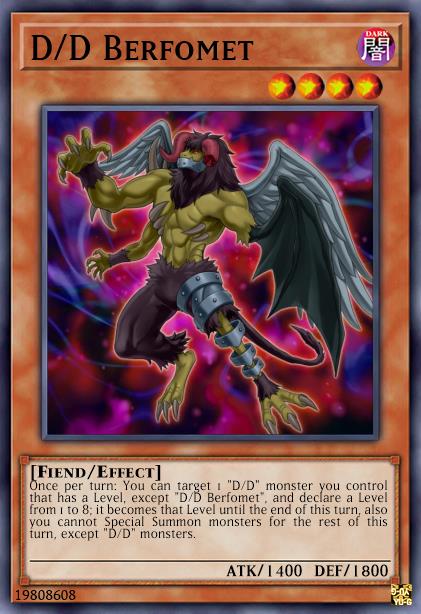 D/D Berfomet
DARK
闇
[Fiend/Effect]
Once per turn: You can target 1 "D/D" monster you control
that has a Level, except "D/D Berfomet", and declare a Level
from 1 to 8; it becomes that Level until the end of this turn, also
you cannot Special Summon monsters for the rest of this
turn, except "D/D" monsters.
ATK/1400 DEF/1800
19808608